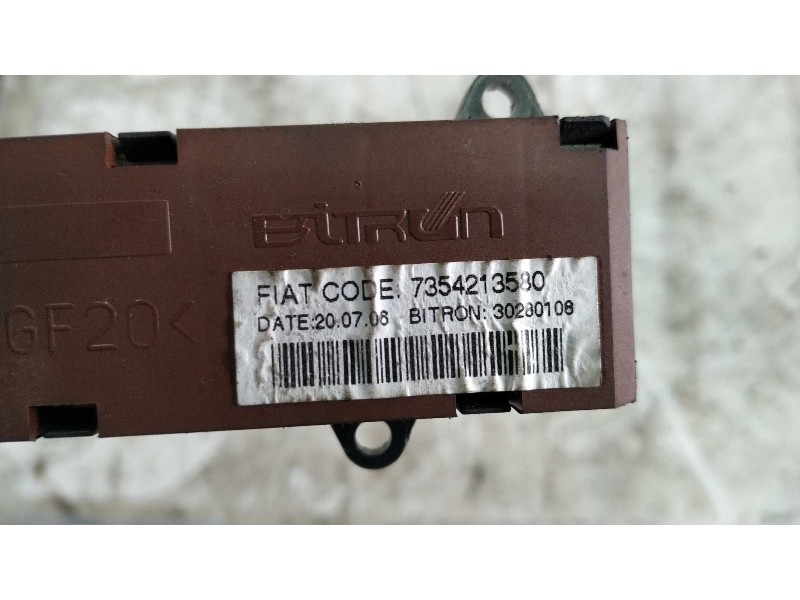 BITRON
GF20<
FIAT CODE: 7354213580
DATE:20.07.06 BITRON: 30280108